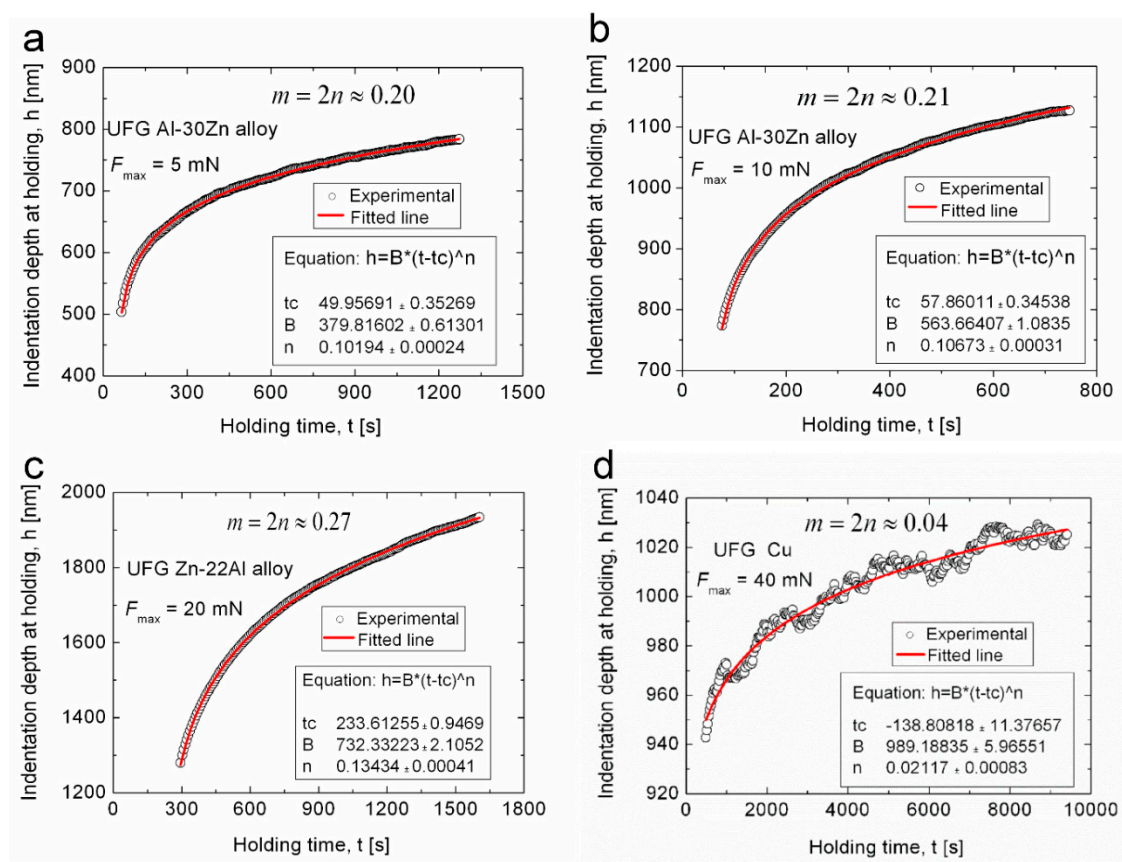 a
Indentation depth at holding, h [nm]
900
800
700
600
500
400
m = 2n ≈ 0.20
UFG Al-30Zn alloy
Fmax = 5 mN
Experimental
Fitted line
Equation: h=B*(t-tc)^n
tc 49.95691 ± 0.35269
B 379.81602 ± 0.61301
n 0.10194 ± 0.00024
0 300 600 900 1200 1500
Holding time, t [s]
b
Indentation depth at holding, h [nm]
1200
1100
1000
900
800
700
m = 2n ≈ 0.21
UFG Al-30Zn alloy
Fmax = 10 mN
Experimental
Fitted line
Equation: h=B*(t-tc)^n
tc 57.86011 ± 0.34538
B 563.66407 ± 1.0835
n 0.10673 ± 0.00031
0 200 400 600 800
Holding time, t [s]
c
Indentation depth at holding, h [nm]
2000
1800
1600
1400
1200
m = 2n ≈ 0.27
UFG Zn-22Al alloy
Fmax = 20 mN
Experimental
Fitted line
Equation: h=B*(t-tc)^n
tc 233.61255 ± 0.9469
B 732.33223 ± 2.1052
n 0.13434 ± 0.00041
0 300 600 900 1200 1500 1800
Holding time, t [s]
d
Indentation depth at holding, h [nm]
1040
1020
1000
980
960
940
920
m = 2n ≈ 0.04
UFG Cu
Fmax = 40 mN
Experimental
Fitted line
Equation: h=B*(t-tc)^n
tc -138.80818 ± 11.37657
B 989.18835 ± 5.96551
n 0.02117 ± 0.00083
0 2000 4000 6000 8000 10000
Holding time, t [s]